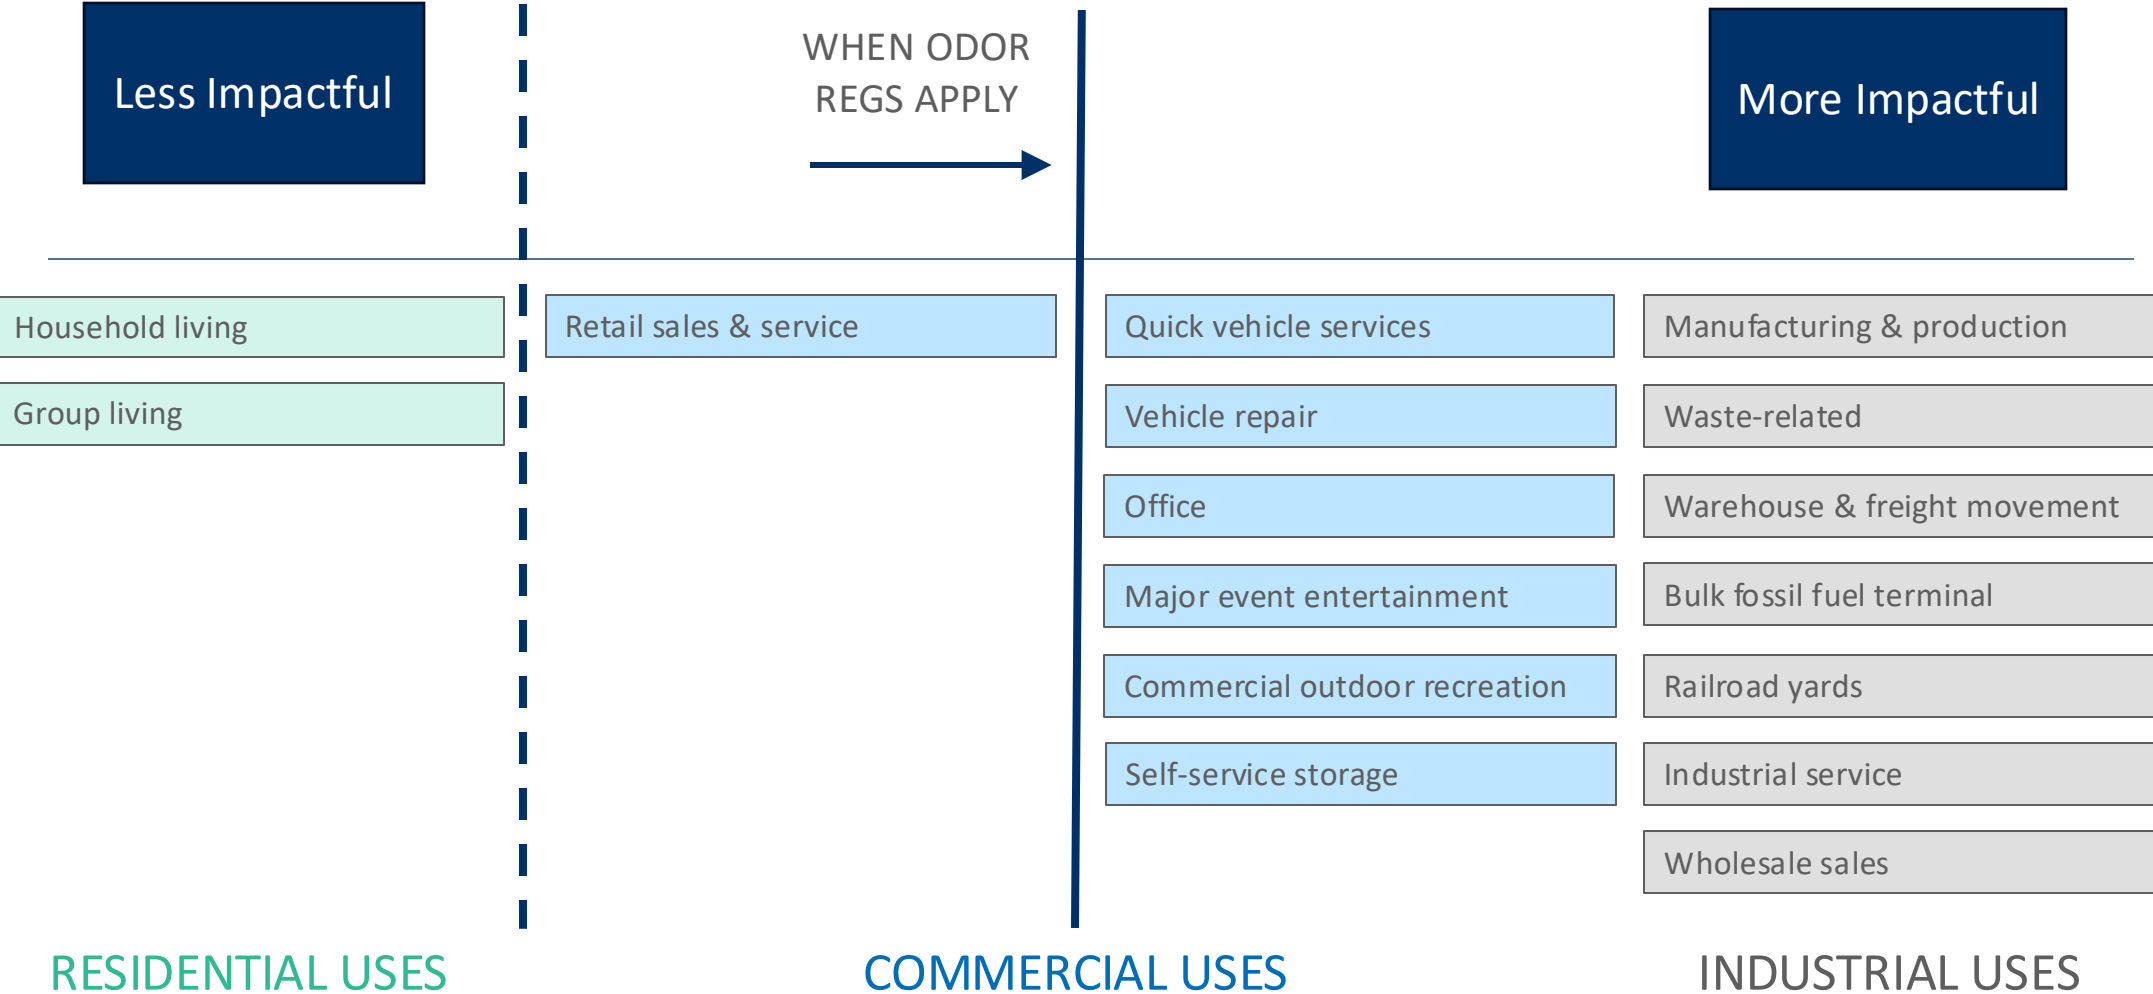 Less Impactful
WHEN ODOR
REGS APPLY
More Impactful
Household living
Group living
Retail sales & service
Quick vehicle services
Vehicle repair
Office
Major event entertainment
Commercial outdoor recreation
Self-service storage
Manufacturing & production
Waste-related
Warehouse & freight movement
Bulk fossil fuel terminal
Railroad yards
Industrial service
Wholesale sales
RESIDENTIAL USES
COMMERCIAL USES
INDUSTRIAL USES